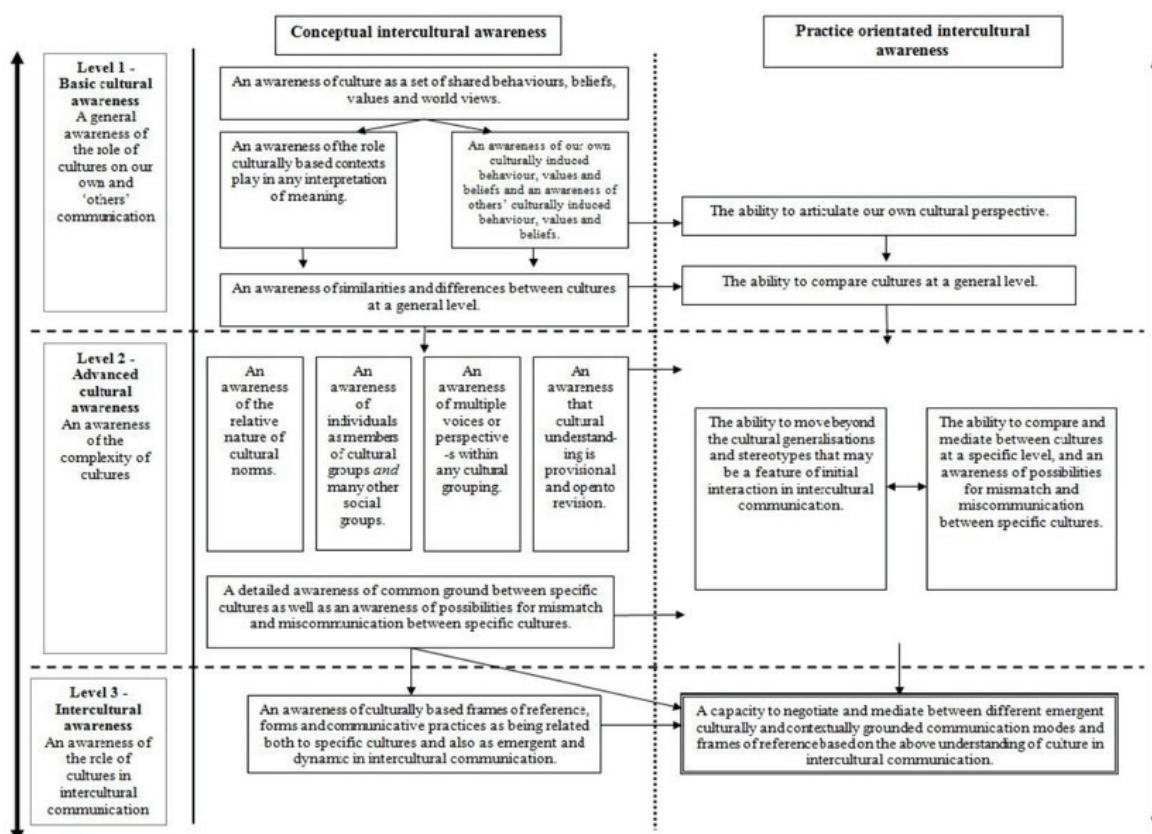 Conceptual intercultural awareness
Practice orientated intercultural
awareness
Level 1 -
Basic cultural
awareness
A general
awareness of
the role of
cultures on our
own and
‘others’
communication
An awareness of culture as a set of shared behaviours, beliefs,
values and world views.
An awareness of the role
culturally based contexts
play in any interpretation
of meaning.
An awareness of our own
culturally induced
behaviour, values and
beliefs and an awareness of
others’ culturally induced
behaviour, values and
beliefs.
The ability to articulate our own cultural perspective.
An awareness of similarities and differences between cultures
at a general level.
The ability to compare cultures at a general level.
Level 2 -
Advanced
cultural
awareness
An awareness
of the
complexity of
cultures
An
awareness
of the
relative
nature of
cultural
norms.
An
awareness
of
individuals
as members
of cultural
groups and
many other
social
groups.
An
awareness
of multiple
voices or
perspective
-s within
any cultural
grouping.
An
awareness
that
cultural
understand-
ing is
provisional
and open to
revision.
The ability to move beyond
the cultural generalisations
and stereotypes that may
be a feature of initial
interaction in intercultural
communication.
The ability to compare and
mediate between cultures
at a specific level, and an
awareness of possibilities
for mismatch and
miscommunication
between specific cultures.
A detailed awareness of common ground between specific
cultures as well as an awareness of possibilities for mismatch
and miscommunication between specific cultures.
Level 3 -
Intercultural
awareness
An awareness of
the role of
cultures in
intercultural
communication
An awareness of culturally based frames of reference,
forms and communicative practices as being related
both to specific cultures and also as emergent and
dynamic in intercultural communication.
A capacity to negotiate and mediate between different emergent
culturally and contextually grounded communication modes and
frames of reference based on the above understanding of culture in
intercultural communication.